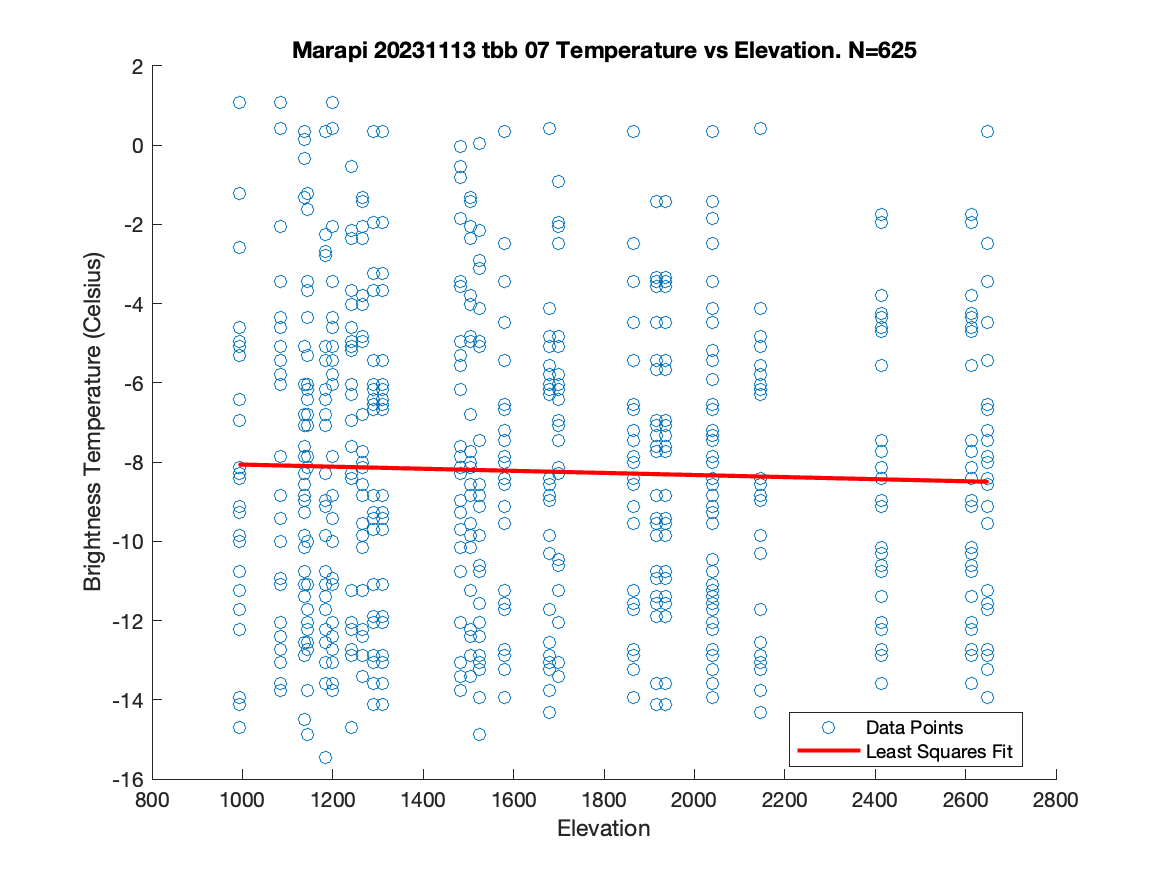 Marapi 20231113 tbb 07 Temperature vs Elevation. N=625
2
0
-2
-4
-6
-8
-10
-12
-14
-16
Brightness Temperature (Celsius)
Data Points
Least Squares Fit
800 1000 1200 1400 1600 1800 2000 2200 2400 2600 2800
Elevation